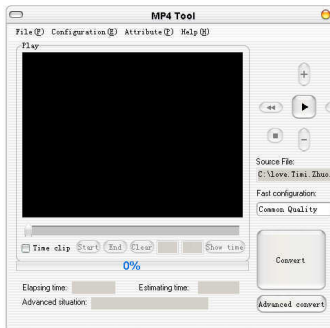 MP4 Tool
File(F) Configuration(E) Attribute(P) Help(H)
Play
Source File:
C:\Love.Timi.Zhuo.
Fast configuration:
Common Quality
Time clip Start End Clear Show time
0%
Convert
Elapsing time: Estimating time:
Advanced situation:
Advanced convert